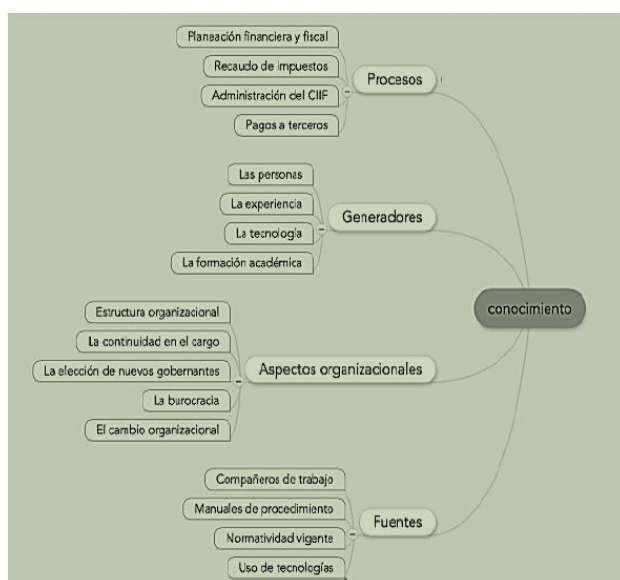 Planeación financiera y fiscal
Recaudo de impuestos
Administración del CIIF
Pagos a terceros
Procesos
Las personas
La experiencia
La tecnología
La formación académica
Generadores
conocimiento
Estructura organizacional
La continuidad en el cargo
La elección de nuevos gobernantes
La burocracia
El cambio organizacional
Aspectos organizacionales
Compañeros de trabajo
Manuales de procedimiento
Normatividad vigente
Uso de tecnologías
Fuentes